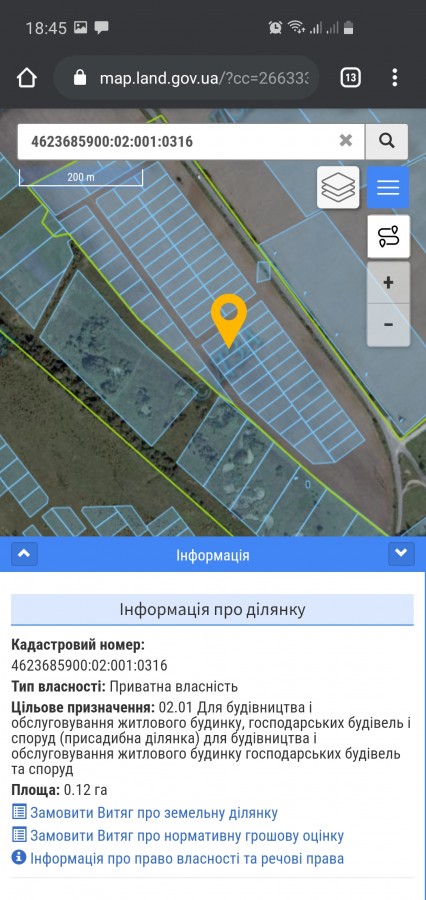 18:45
map.land.gov.ua/?cc=266333
13
4623685900:02:001:0316
200 m
+
-
Інформація
Інформація про ділянку
Кадастровий номер:
4623685900:02:001:0316
Тип власності: Приватна власність
Цільове призначення: 02.01 Для будівництва і
обслуговування житлового будинку, господарських будівель і
споруд (присадибна ділянка) для будівництва і
обслуговування житлового будинку господарських будівель
та споруд
Площа: 0.12 га
Замовити Витяг про земельну ділянку
Замовити Витяг про нормативну грошову оцінку
Інформація про право власності та речові права